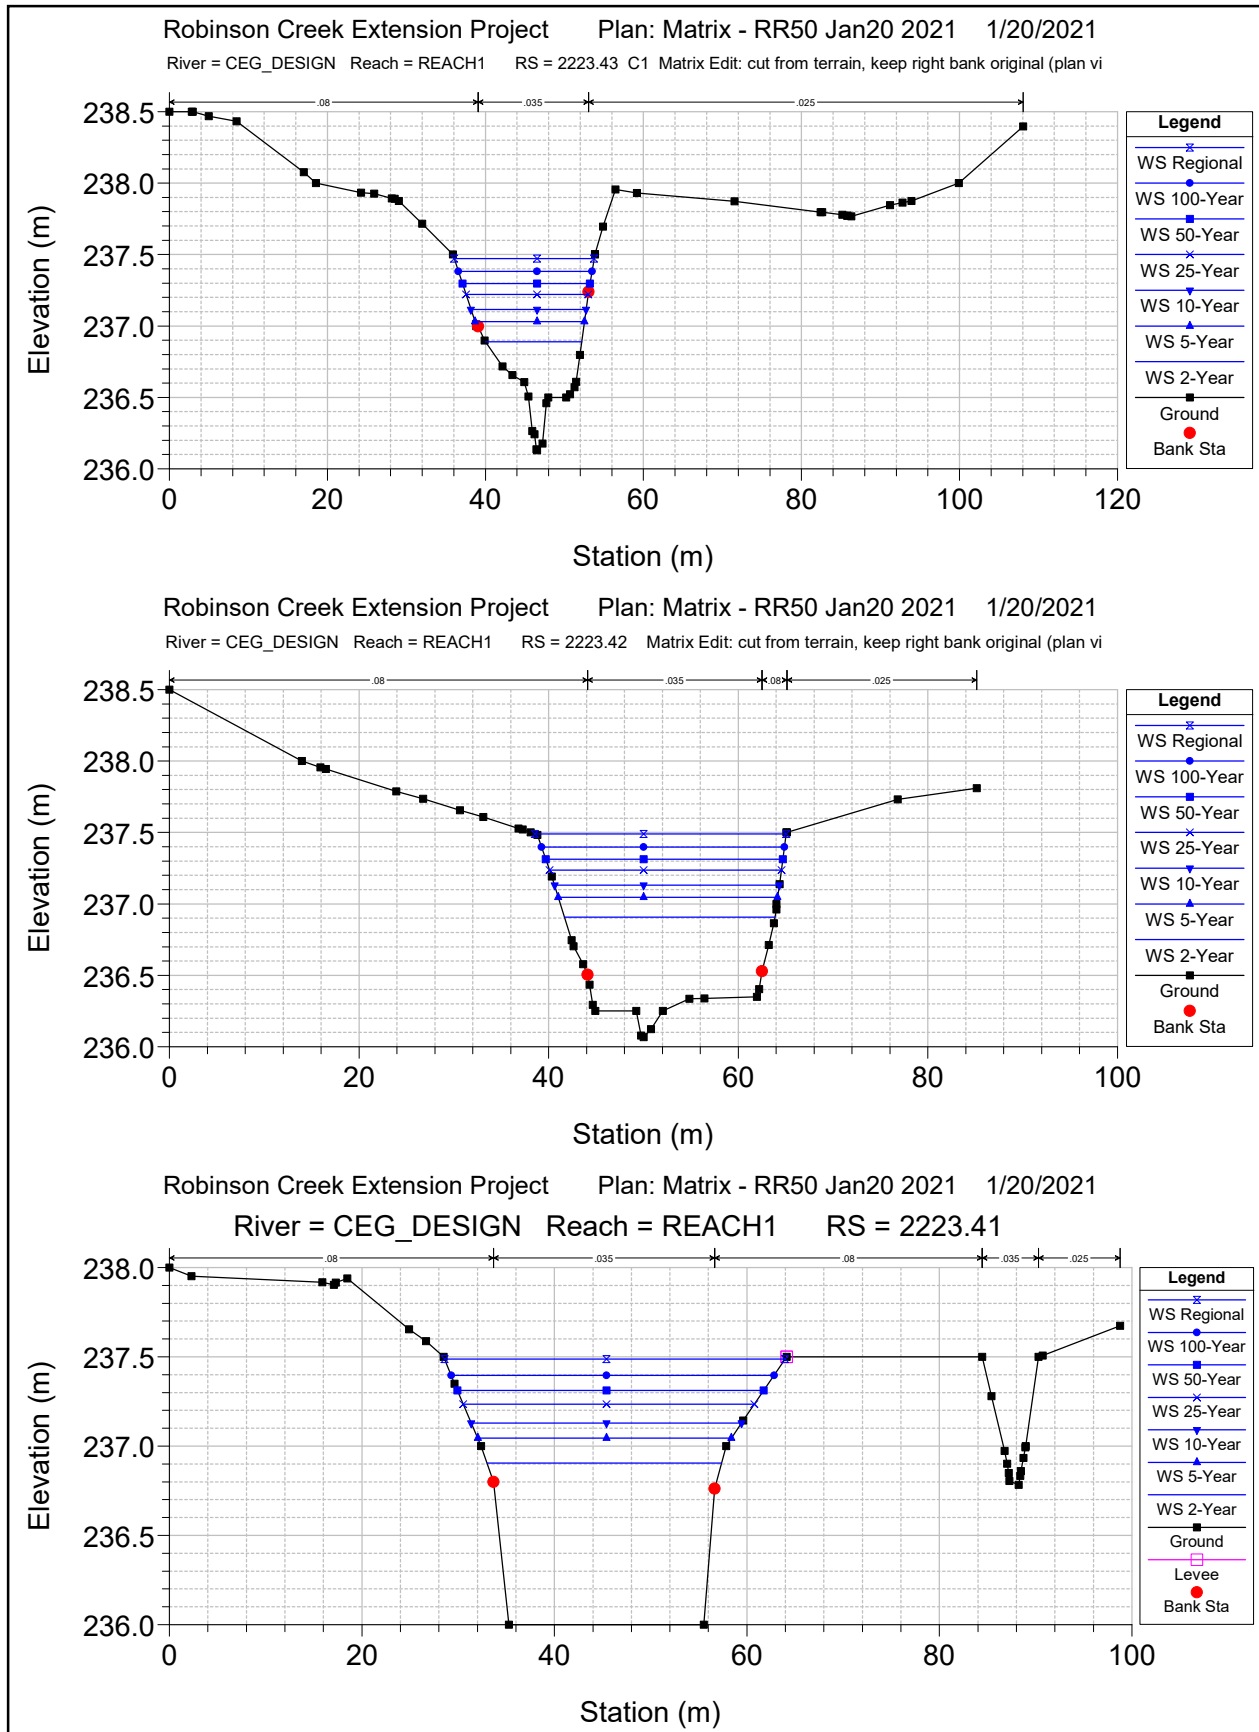 Robinson Creek Extension Project Plan: Matrix - RR50 Jan20 2021 1/20/2021
River = CEG_DESIGN Reach = REACH1 RS = 2223.43 C1 Matrix Edit: cut from terrain, keep right bank original (plan vi
.08 .035 .025
238.5
238.0
237.5
237.0
236.5
236.0
Elevation (m)
0 20 40 60 80 100 120
Station (m)
Legend
WS Regional
WS 100-Year
WS 50-Year
WS 25-Year
WS 10-Year
WS 5-Year
WS 2-Year
Ground
Bank Sta
Robinson Creek Extension Project Plan: Matrix - RR50 Jan20 2021 1/20/2021
River = CEG_DESIGN Reach = REACH1 RS = 2223.42 Matrix Edit: cut from terrain, keep right bank original (plan vi
.08 .035 .08 .025
238.5
238.0
237.5
237.0
236.5
236.0
Elevation (m)
0 20 40 60 80 100
Station (m)
Legend
WS Regional
WS 100-Year
WS 50-Year
WS 25-Year
WS 10-Year
WS 5-Year
WS 2-Year
Ground
Bank Sta
Robinson Creek Extension Project Plan: Matrix - RR50 Jan20 2021 1/20/2021
River = CEG_DESIGN Reach = REACH1 RS = 2223.41
.08 .035 .08 .035 .025
238.0
237.5
237.0
236.5
236.0
Elevation (m)
0 20 40 60 80 100
Station (m)
Legend
WS Regional
WS 100-Year
WS 50-Year
WS 25-Year
WS 10-Year
WS 5-Year
WS 2-Year
Ground
Levee
Bank Sta